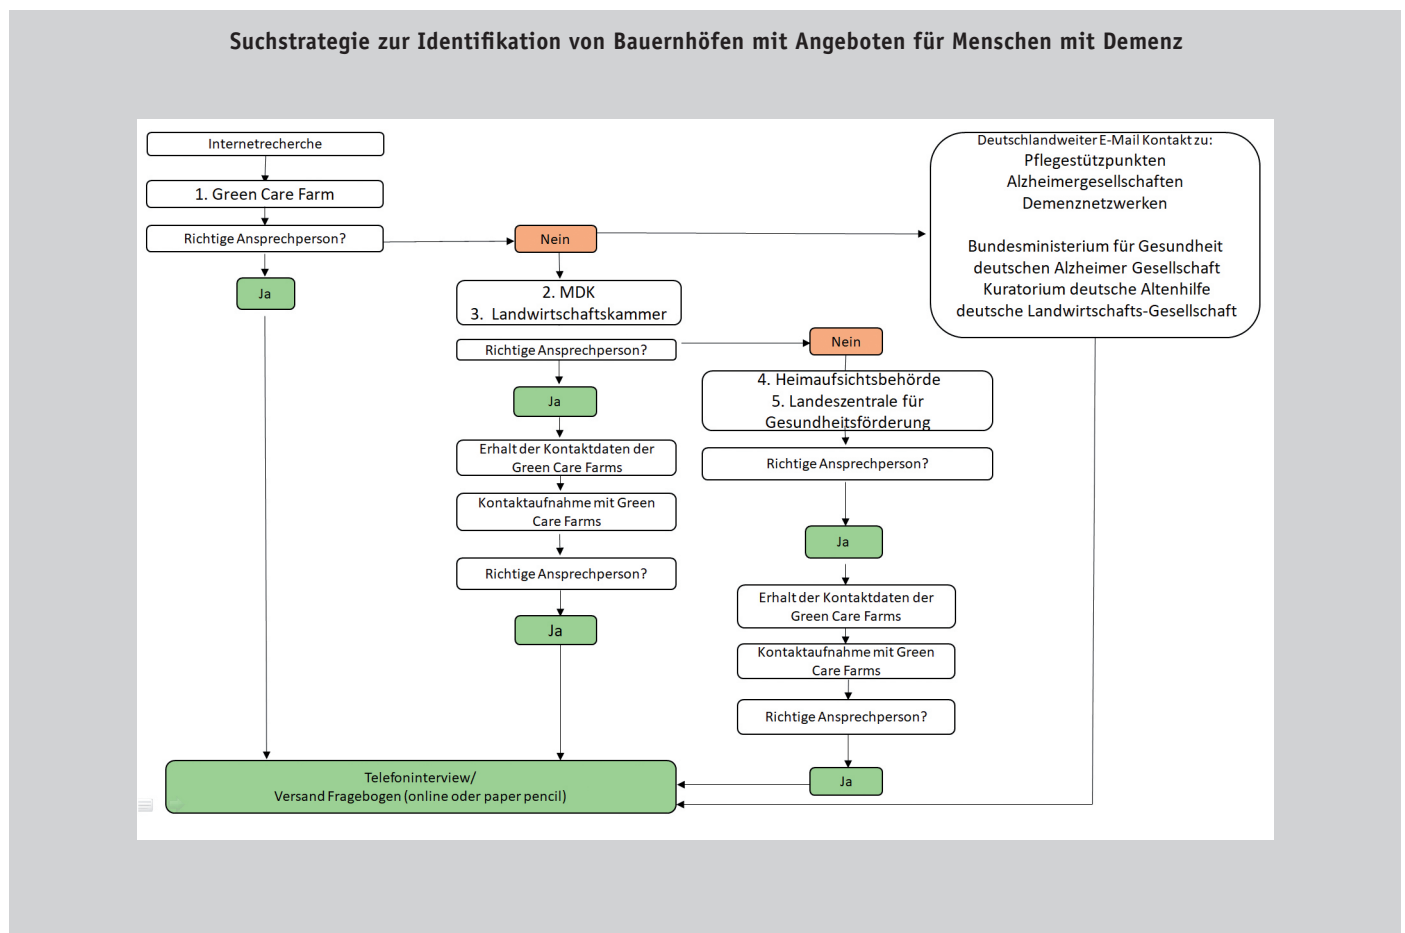 Suchstrategie zur Identifikation von Bauernhöfen mit Angeboten für Menschen mit Demenz
Internetrecherche
1. Green Care Farm
Richtige Ansprechperson?
Ja
Nein
2. MDK
3. Landwirtschaftskammer
Richtige Ansprechperson?
Ja
Erhalt der Kontaktdaten der
Green Care Farms
Kontaktaufnahme mit Green
Care Farms
Richtige Ansprechperson?
Ja
Nein
4. Heimaufsichtsbehörde
5. Landeszentrale für
Gesundheitsförderung
Richtige Ansprechperson?
Ja
Erhalt der Kontaktdaten der
Green Care Farms
Kontaktaufnahme mit Green
Care Farms
Richtige Ansprechperson?
Ja
Deutschlandweiter E-Mail Kontakt zu:
Pflegestützpunkten
Alzheimergesellschaften
Demenznetzwerken
Bundesministerium für Gesundheit
deutschen Alzheimer Gesellschaft
Kuratorium deutsche Altenhilfe
deutsche Landwirtschafts-Gesellschaft
Telefoninterview/
Versand Fragebogen (online oder paper pencil)